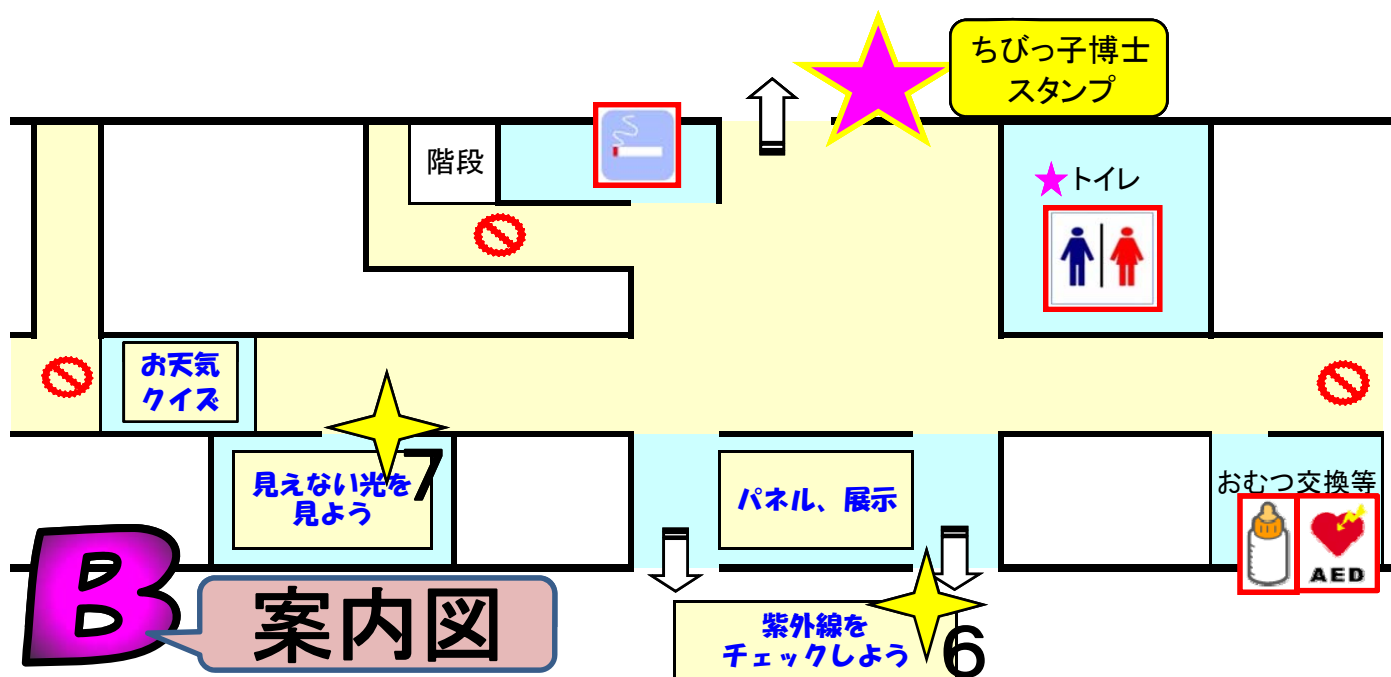 ちびっ子博士
スタンプ
階段
★トイレ
お天気
クイズ
見えない光を
見よう
7
パネル、展示
おむつ交換等
AED
B
案内図
紫外線を
チェックしよう
6